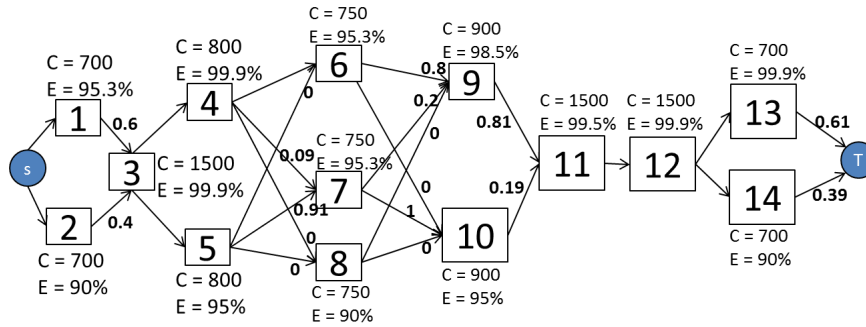 s
C = 700
E = 95.3%
1
0.6
2
0.4
C = 700
E = 90%
3
C = 1500
E = 99.9%
C = 800
E = 99.9%
4
5
C = 800
E = 95%
C = 750
E = 95.3%
6
0
C = 750
E = 95.3%
0.09
7
0.91
0
8
0
C = 750
E = 90%
C = 900
E = 98.5%
0.8
9
0.2
0
0
1
10
0
C = 900
E = 95%
0.81
0.19
C = 1500
E = 99.5%
11
C = 1500
E = 99.9%
12
C = 700
E = 99.9%
13
0.61
T
14
0.39
C = 700
E = 90%